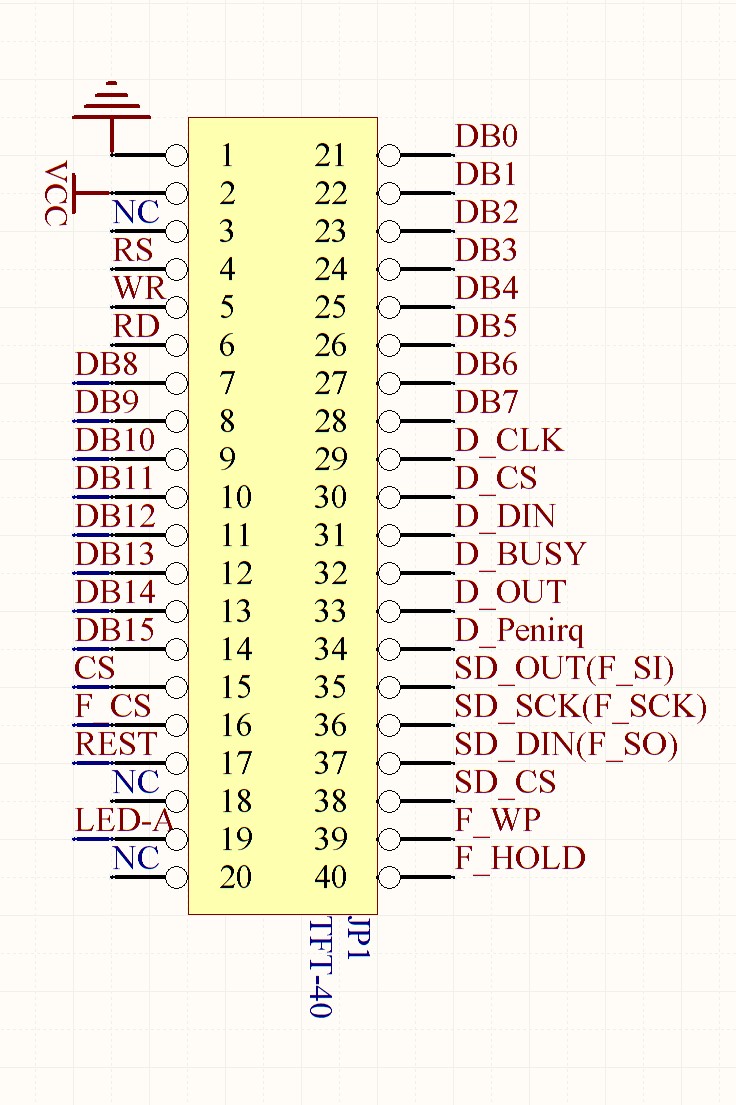 DB0
1 21
DB1
VCC 2 22
NC DB2
3 23
RS DB3
4 24
WR DB4
5 25
RD DB5
6 26
DB8 DB6
7 27
DB9 DB7
8 28
DB10 D_CLK
9 29
DB11 D_CS
10 30
DB12 D_DIN
11 31
DB13 D_BUSY
12 32
DB14 D_OUT
13 33
DB15 D_Penirq
14 34
CS SD_OUT(F_SI)
15 35
F_CS SD_SCK(F_SCK)
16 36
REST SD_DIN(F_SO)
17 37
NC SD_CS
18 38
LED-A F_WP
19 39
NC F_HOLD
20 40
JP1
TFT-40